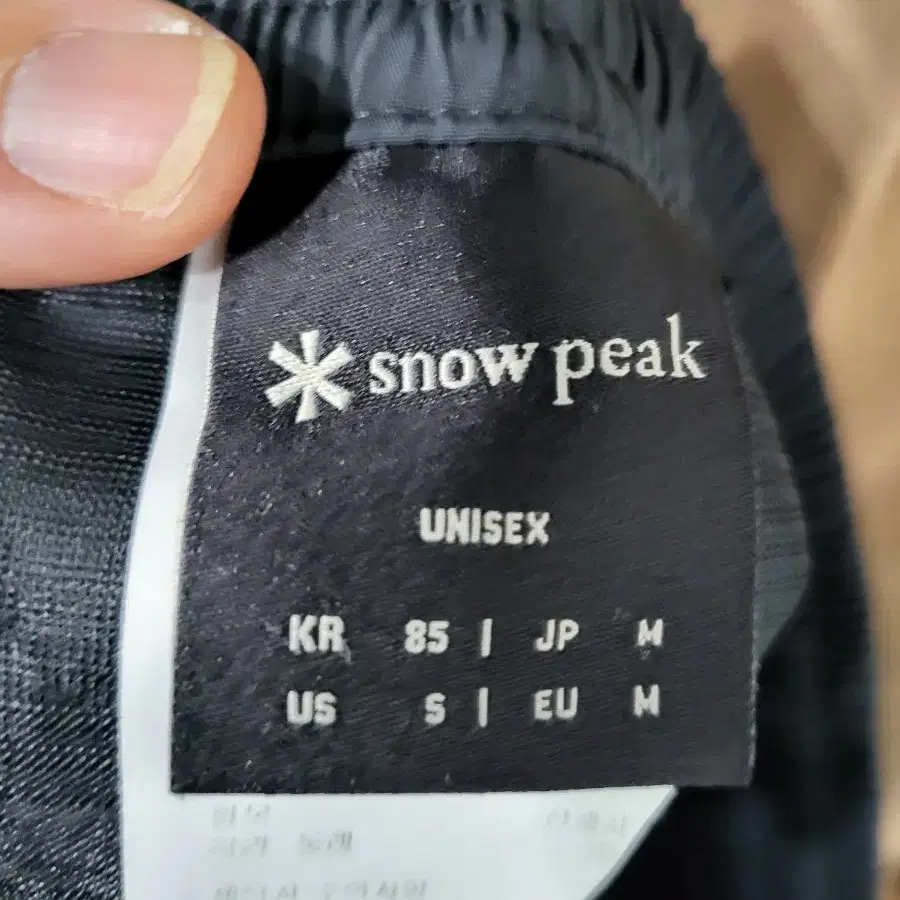 snow peak
UNISEX
KR 85 | JP M
US S | EU M